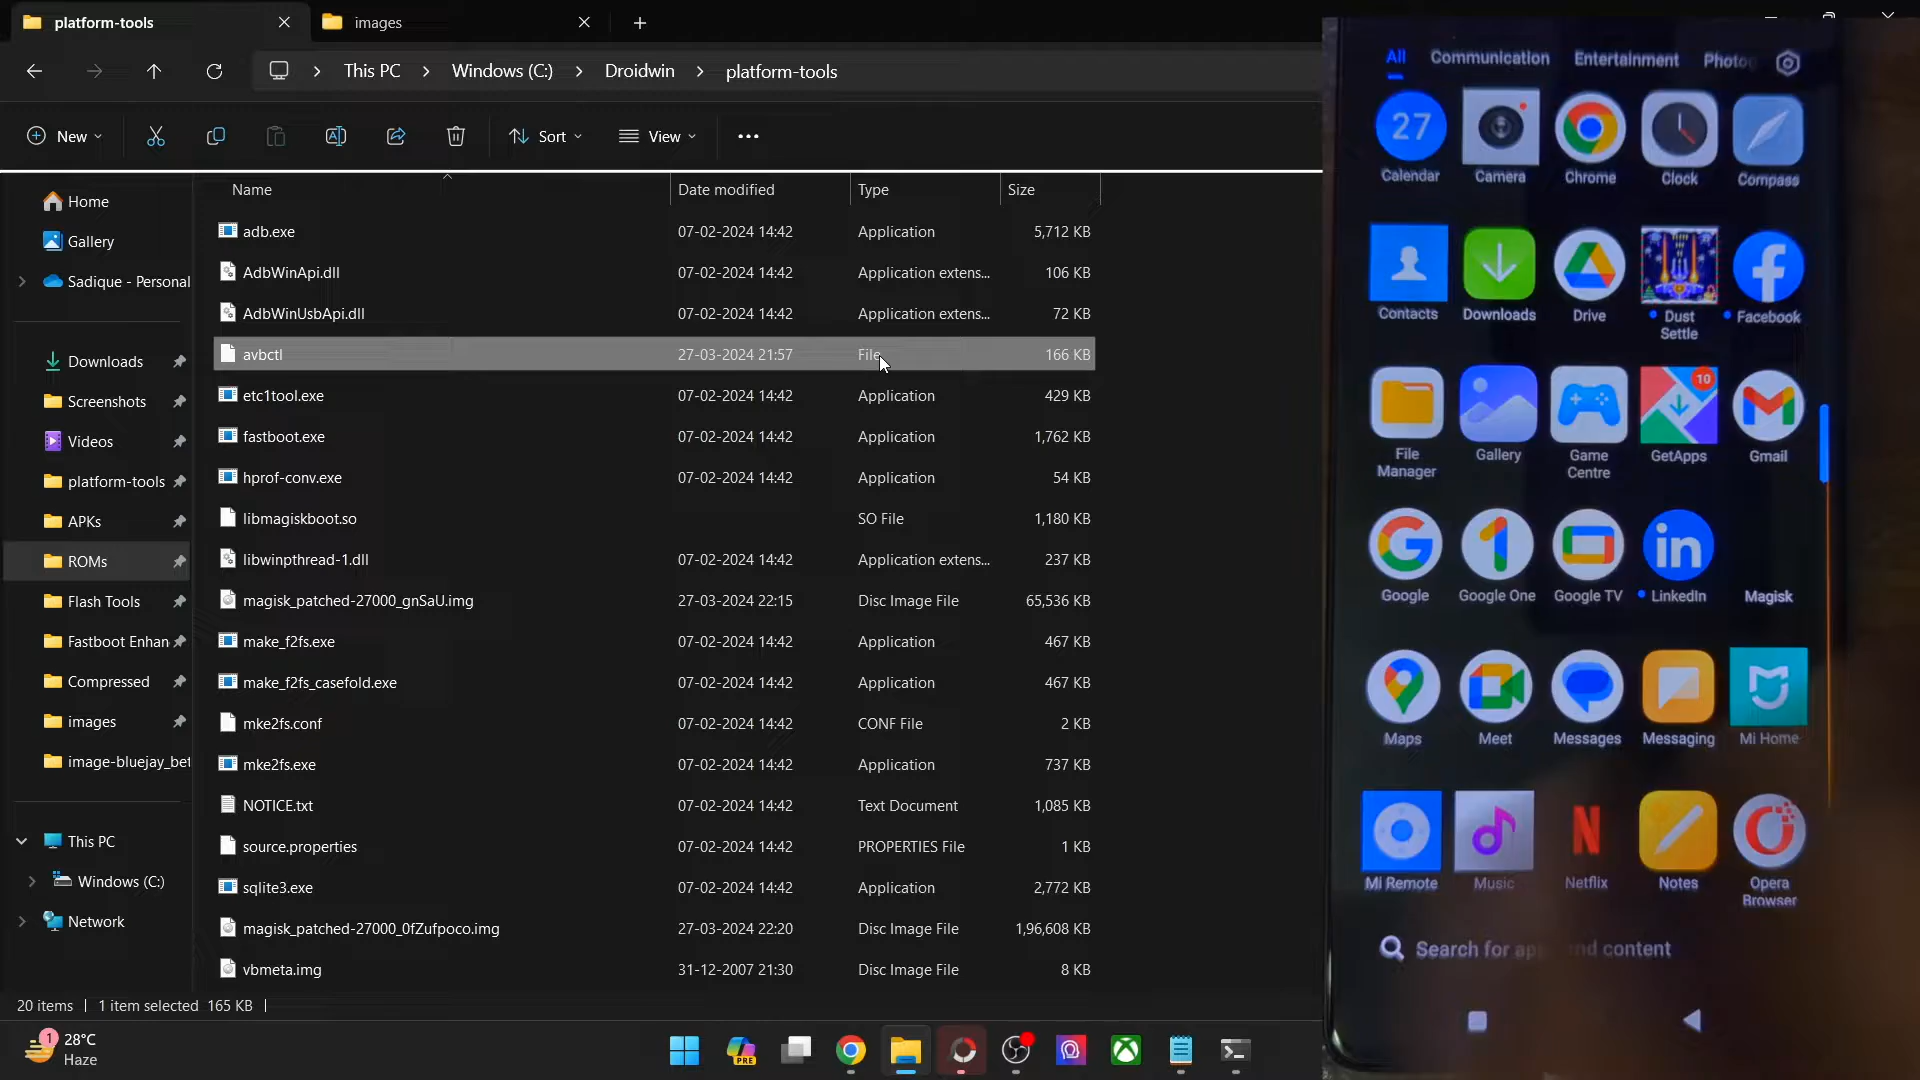 platform-tools
images
This PC
Windows (C:)
Droidwin
platform-tools
New
Sort
View
Name
Date modified
Type
Size
Home
Gallery
Sadique - Personal
Downloads
Screenshots
Videos
platform-tools
APKs
ROMs
Flash Tools
Fastboot Enhan
Compressed
images
image-bluejay_bet
This PC
Windows (C:)
Network
adb.exe 07-02-2024 14:42 Application 5,712 KB
AdbWinApi.dll 07-02-2024 14:42 Application extens... 106 KB
AdbWinUsbApi.dll 07-02-2024 14:42 Application extens... 72 KB
avbctl 27-03-2024 21:57 File 166 KB
etc1tool.exe 07-02-2024 14:42 Application 429 KB
fastboot.exe 07-02-2024 14:42 Application 1,762 KB
hprof-conv.exe 07-02-2024 14:42 Application 54 KB
libmagiskboot.so SO File 1,180 KB
libwinpthread-1.dll 07-02-2024 14:42 Application extens... 237 KB
magisk_patched-27000_gnSaU.img 27-03-2024 22:15 Disc Image File 65,536 KB
make_f2fs.exe 07-02-2024 14:42 Application 467 KB
make_f2fs_casefold.exe 07-02-2024 14:42 Application 467 KB
mke2fs.conf 07-02-2024 14:42 CONF File 2 KB
mke2fs.exe 07-02-2024 14:42 Application 737 KB
NOTICE.txt 07-02-2024 14:42 Text Document 1,085 KB
source.properties 07-02-2024 14:42 PROPERTIES File 1 KB
sqlite3.exe 07-02-2024 14:42 Application 2,772 KB
magisk_patched-27000_0fZufpoco.img 27-03-2024 22:20 Disc Image File 1,96,608 KB
vbmeta.img 31-12-2007 21:30 Disc Image File 8 KB
20 items 1 item selected 165 KB
1
28°C
Haze
PRE
All Communication Entertainment Photo
27
Calendar Camera Chrome Clock Compass
Contacts Downloads Drive Dust Settle Facebook
10
File Manager Gallery Game Centre GetApps Gmail
Google Google One Google TV LinkedIn Magisk
Maps Meet Messages Messaging Mi Home
Mi Remote Music Netflix Notes Opera Browser
Search for ap nd content